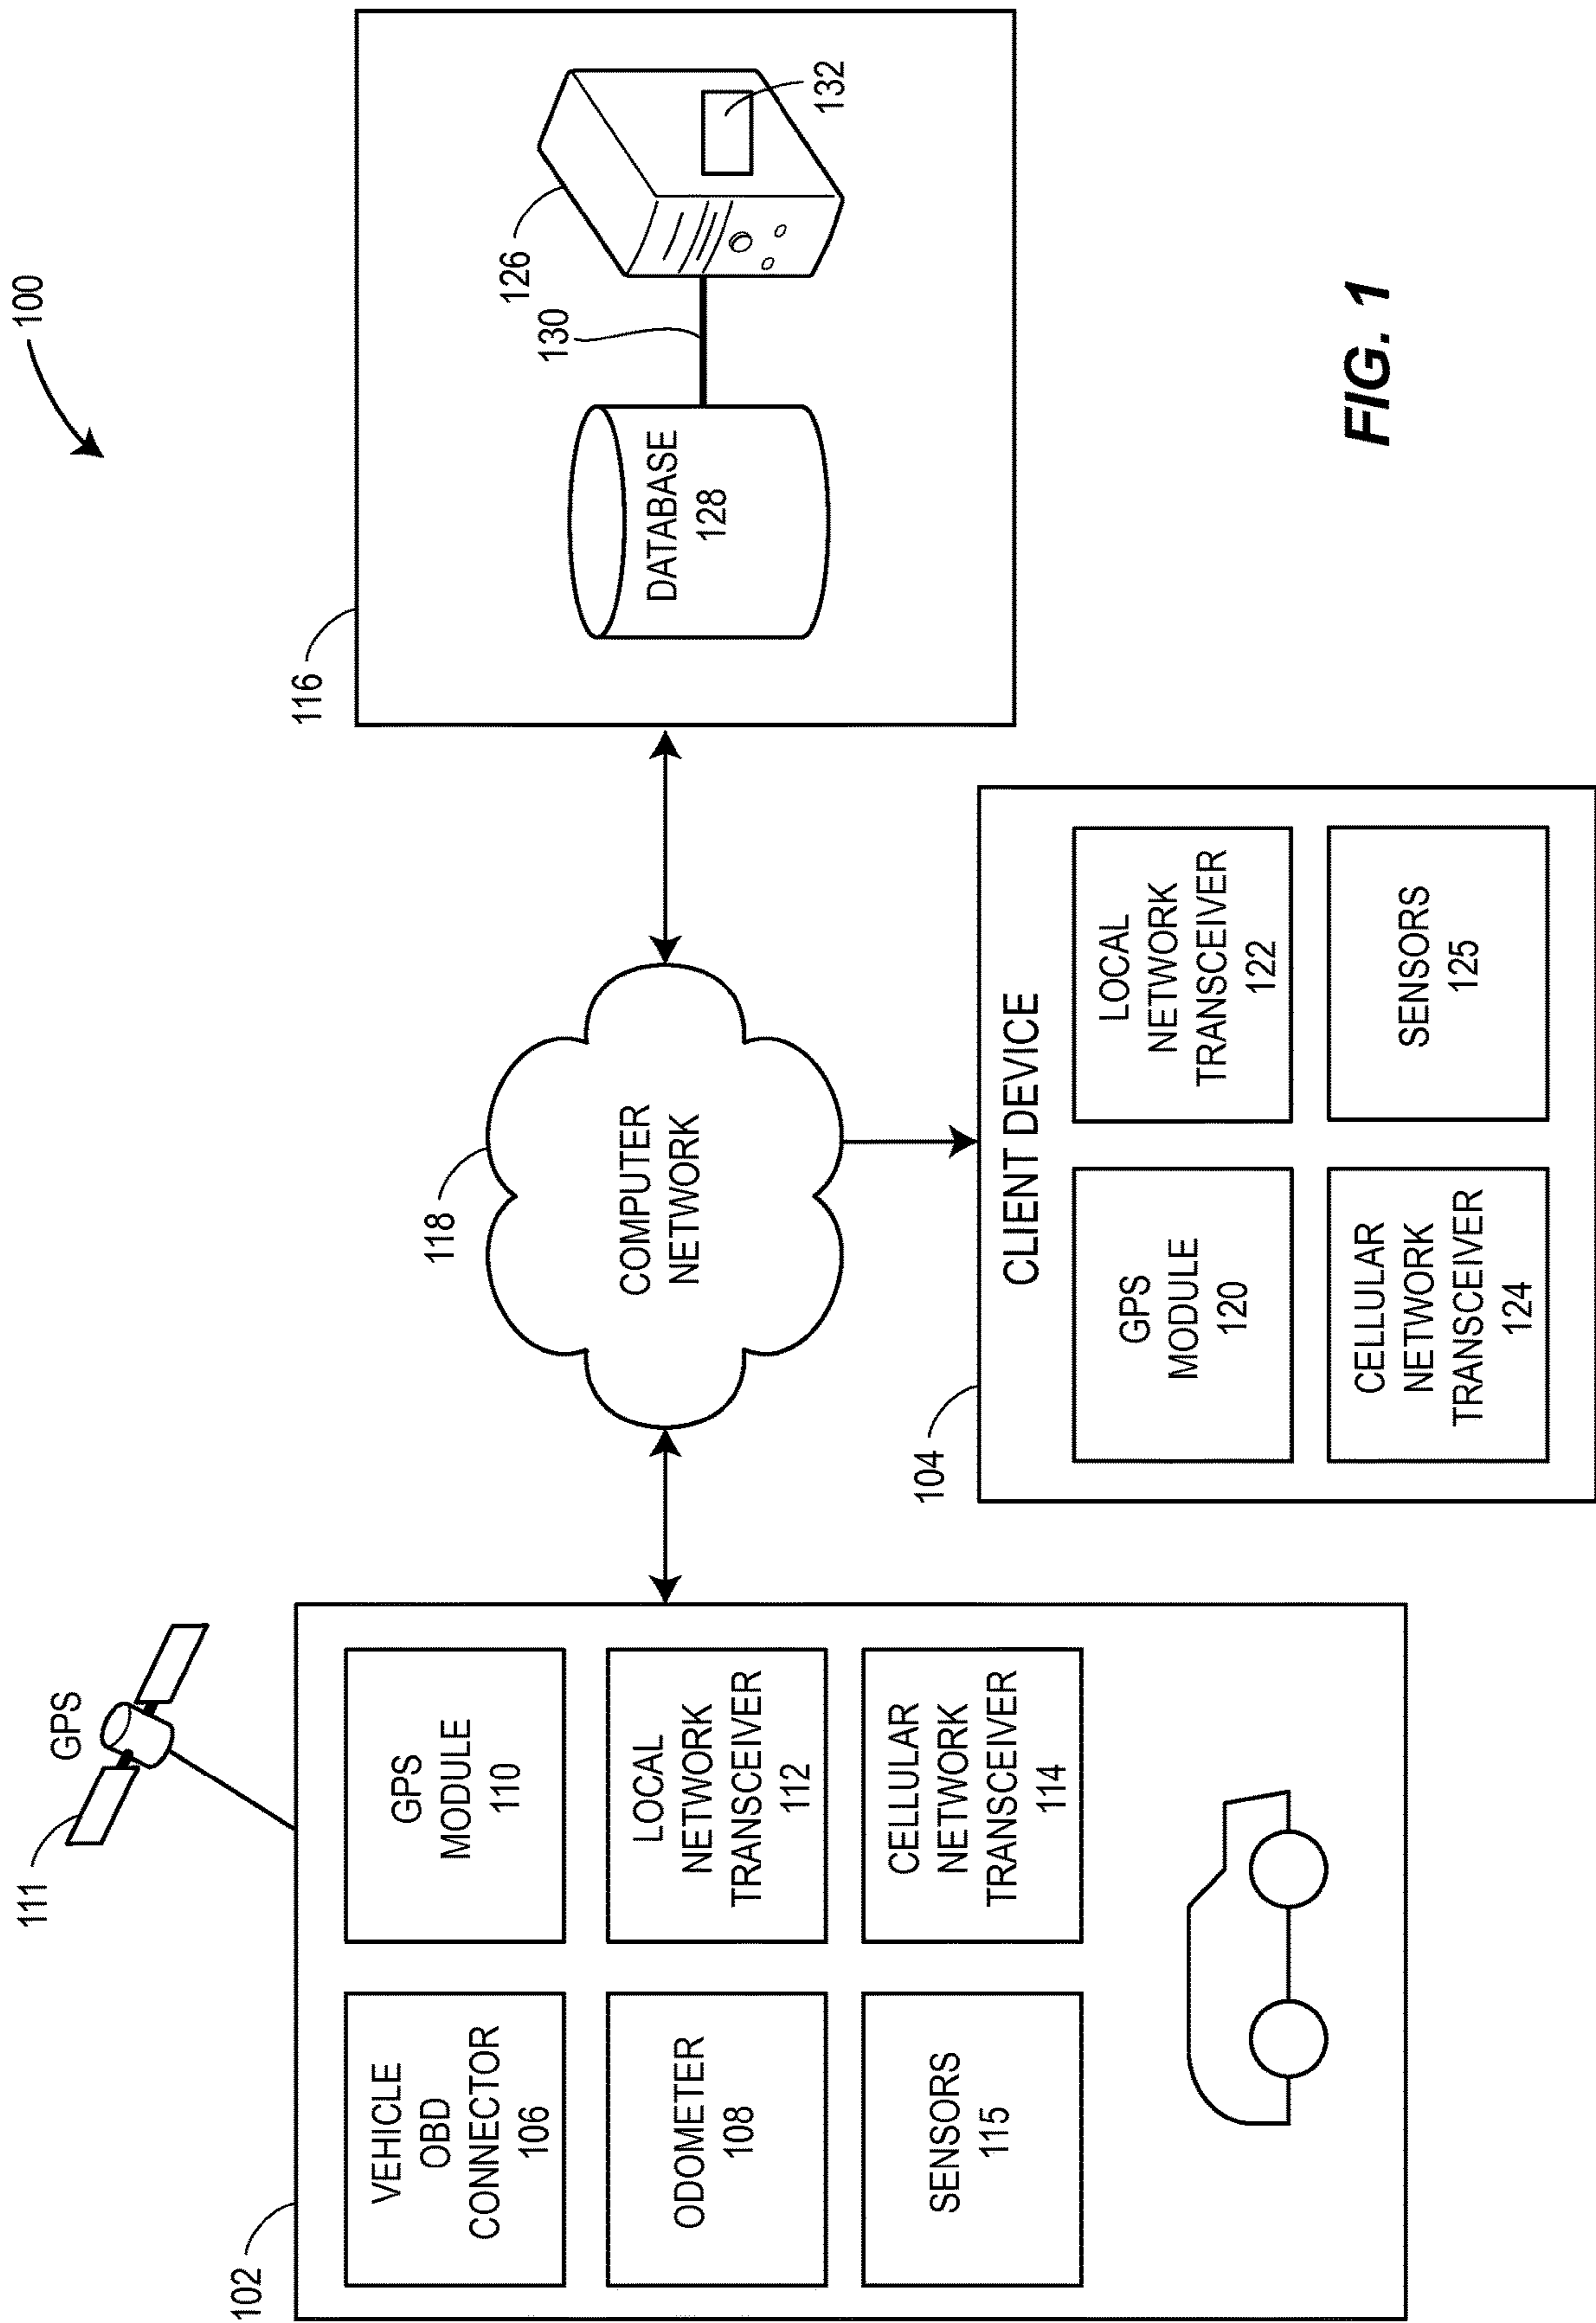 100
111
GPS
102
VEHICLE
OBD
CONNECTOR
106
GPS
MODULE
110
ODOMETER
108
LOCAL
NETWORK
TRANSCEIVER
112
SENSORS
115
CELLULAR
NETWORK
TRANSCEIVER
114
118
COMPUTER
NETWORK
104
CLIENT DEVICE
GPS
MODULE
120
LOCAL
NETWORK
TRANSCEIVER
122
CELLULAR
NETWORK
TRANSCEIVER
124
SENSORS
125
116
DATABASE
128
130
126
132
FIG. 1